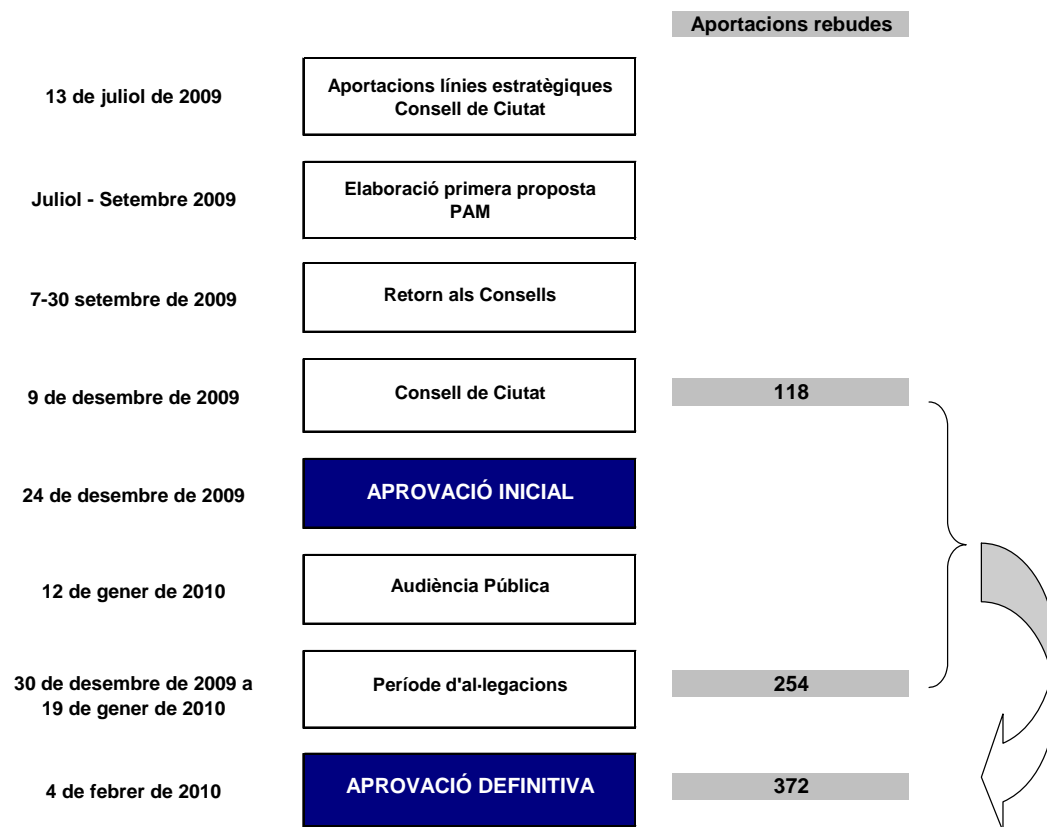 Aportacions rebudes
13 de juliol de 2009
Aportacions línies estratègiques
Consell de Ciutat
Juliol - Setembre 2009
Elaboració primera proposta
PAM
7-30 setembre de 2009
Retorn als Consells
9 de desembre de 2009
Consell de Ciutat
118
24 de desembre de 2009
APROVACIÓ INICIAL
12 de gener de 2010
Audiència Pública
30 de desembre de 2009 a
19 de gener de 2010
Període d'al·legacions
254
4 de febrer de 2010
APROVACIÓ DEFINITIVA
372